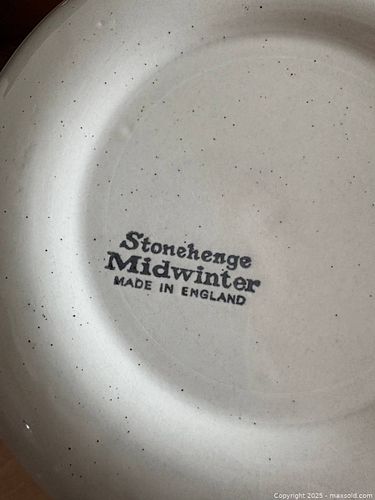 Stonehenge
Midwinter
MADE IN ENGLAND
Copyright 2025 - maxsold.com